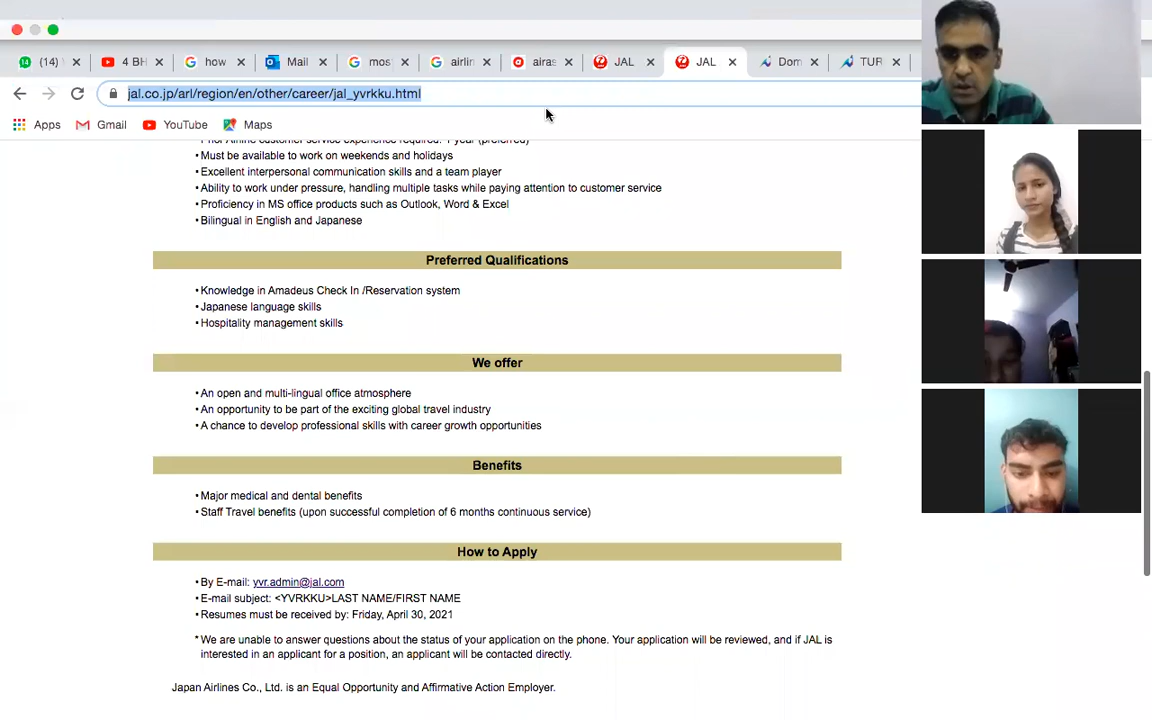 (14) 4 BH how Mail mos airlin airas JAL JAL Dom TUR
jal.co.jp/arl/region/en/other/career/jal_yvrkku.html
Apps Gmail YouTube Maps
Prior Airline customer service experience required: 1 year (preferred)
• Must be available to work on weekends and holidays
• Excellent interpersonal communication skills and a team player
• Ability to work under pressure, handling multiple tasks while paying attention to customer service
• Proficiency in MS office products such as Outlook, Word & Excel
• Bilingual in English and Japanese
Preferred Qualifications
• Knowledge in Amadeus Check In /Reservation system
• Japanese language skills
• Hospitality management skills
We offer
• An open and multi-lingual office atmosphere
• An opportunity to be part of the exciting global travel industry
• A chance to develop professional skills with career growth opportunities
Benefits
• Major medical and dental benefits
• Staff Travel benefits (upon successful completion of 6 months continuous service)
How to Apply
• By E-mail: yvr.admin@jal.com
• E-mail subject: <YVRKKU>LAST NAME/FIRST NAME
• Resumes must be received by: Friday, April 30, 2021
* We are unable to answer questions about the status of your application on the phone. Your application will be reviewed, and if JAL is
interested in an applicant for a position, an applicant will be contacted directly.
Japan Airlines Co., Ltd. is an Equal Opportunity and Affirmative Action Employer.